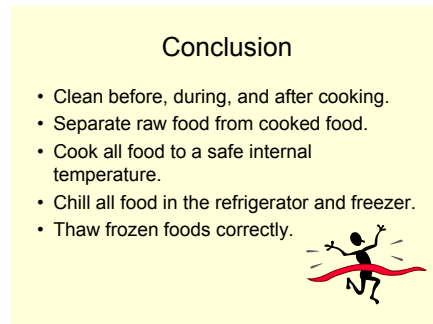 Conclusion
• Clean before, during, and after cooking.
• Separate raw food from cooked food.
• Cook all food to a safe internal
temperature.
• Chill all food in the refrigerator and freezer.
• Thaw frozen foods correctly.